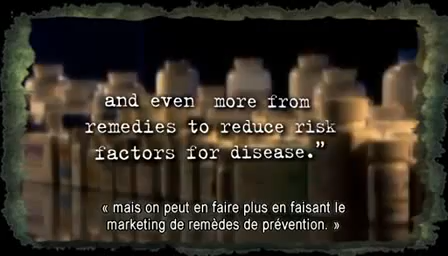 and even more from
remedies to reduce risk
factors for disease."
« mais on peut en faire plus en faisant le
marketing de remèdes de prévention. »